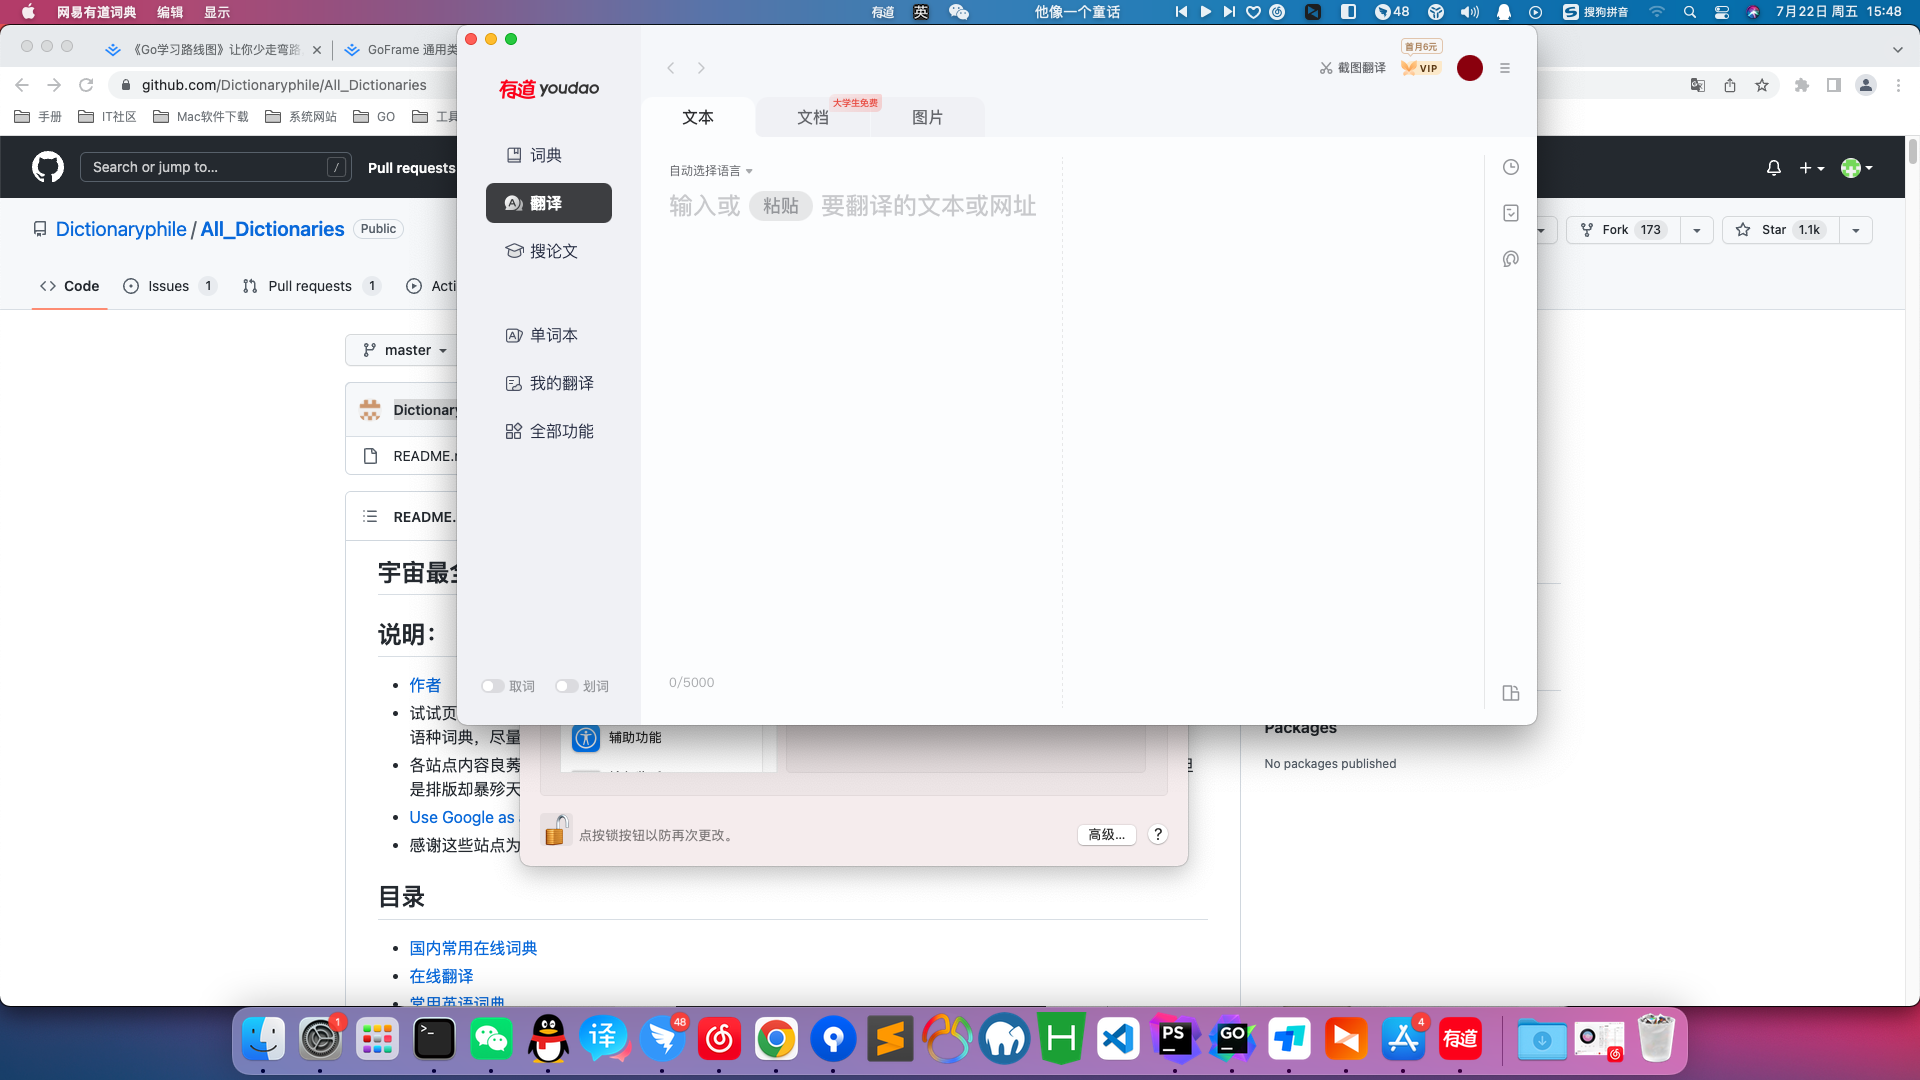 网易有道词典 编辑 显示 有道 英 他像一个童话 48 搜狗拼音 7月22日 周五 15:48
《Go学习路线图》让你少走弯路 GoFrame 通用类
github.com/Dictionaryphile/All_Dictionaries
手册 IT社区 Mac软件下载 系统网站 GO 工具
Search or jump to... / Pull requests
Dictionaryphile / All_Dictionaries Public
Fork 173 Star 1.1k
Code Issues 1 Pull requests 1 Acti
master
Dictionary
README.
README.
宇宙最全
说明：
作者
试试页
语种词典，尽量
各站点内容良莠
是排版却暴殄天
Use Google as
感谢这些站点为
目录
国内常用在线词典
在线翻译
常用英语词典
Packages
No packages published
有道 youdao
词典
翻译
搜论文
单词本
我的翻译
全部功能
取词 划词
首月6元
截图翻译 VIP
文本 文档 大学生免费 图片
自动选择语言
输入或 粘贴 要翻译的文本或网址
0/5000
辅助功能
点按锁按钮以防再次更改。
高级... ?
1 >_ 译 48 H PS GO 4 有道